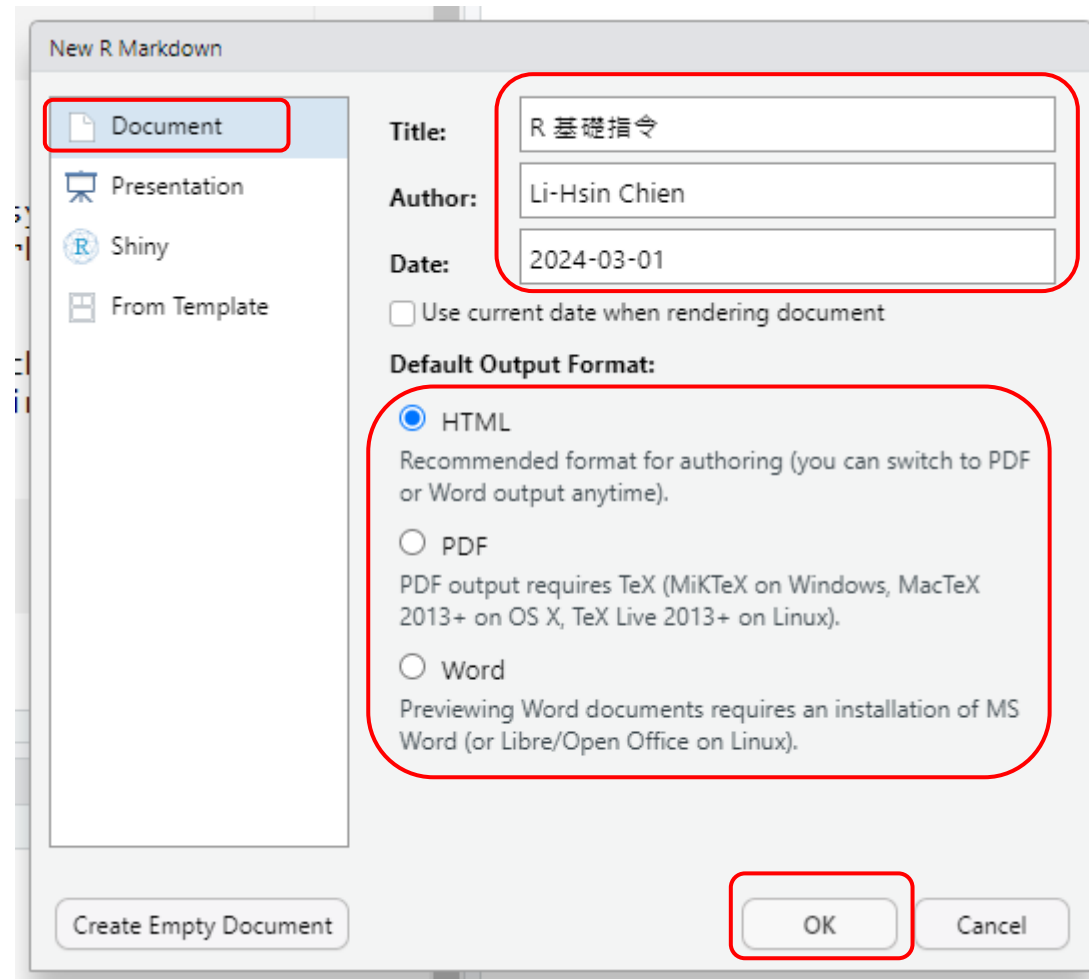 New R Markdown
Document
Presentation
R Shiny
From Template
Title:
R 基礎指令
Author:
Li-Hsin Chien
Date:
2024-03-01
Use current date when rendering document
Default Output Format:
HTML
Recommended format for authoring (you can switch to PDF
or Word output anytime).
PDF
PDF output requires TeX (MiKTeX on Windows, MacTeX
2013+ on OS X, TeX Live 2013+ on Linux).
Word
Previewing Word documents requires an installation of MS
Word (or Libre/Open Office on Linux).
Create Empty Document
OK
Cancel